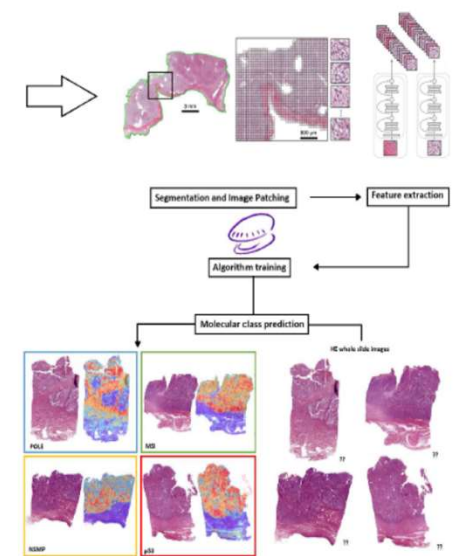 2 mm
800 µm
Segmentation and Image Patching
Feature extraction
Algorithm training
Molecular class prediction
HE whole slide images
POLE
MSI
??
??
NSMP
p53
??
??